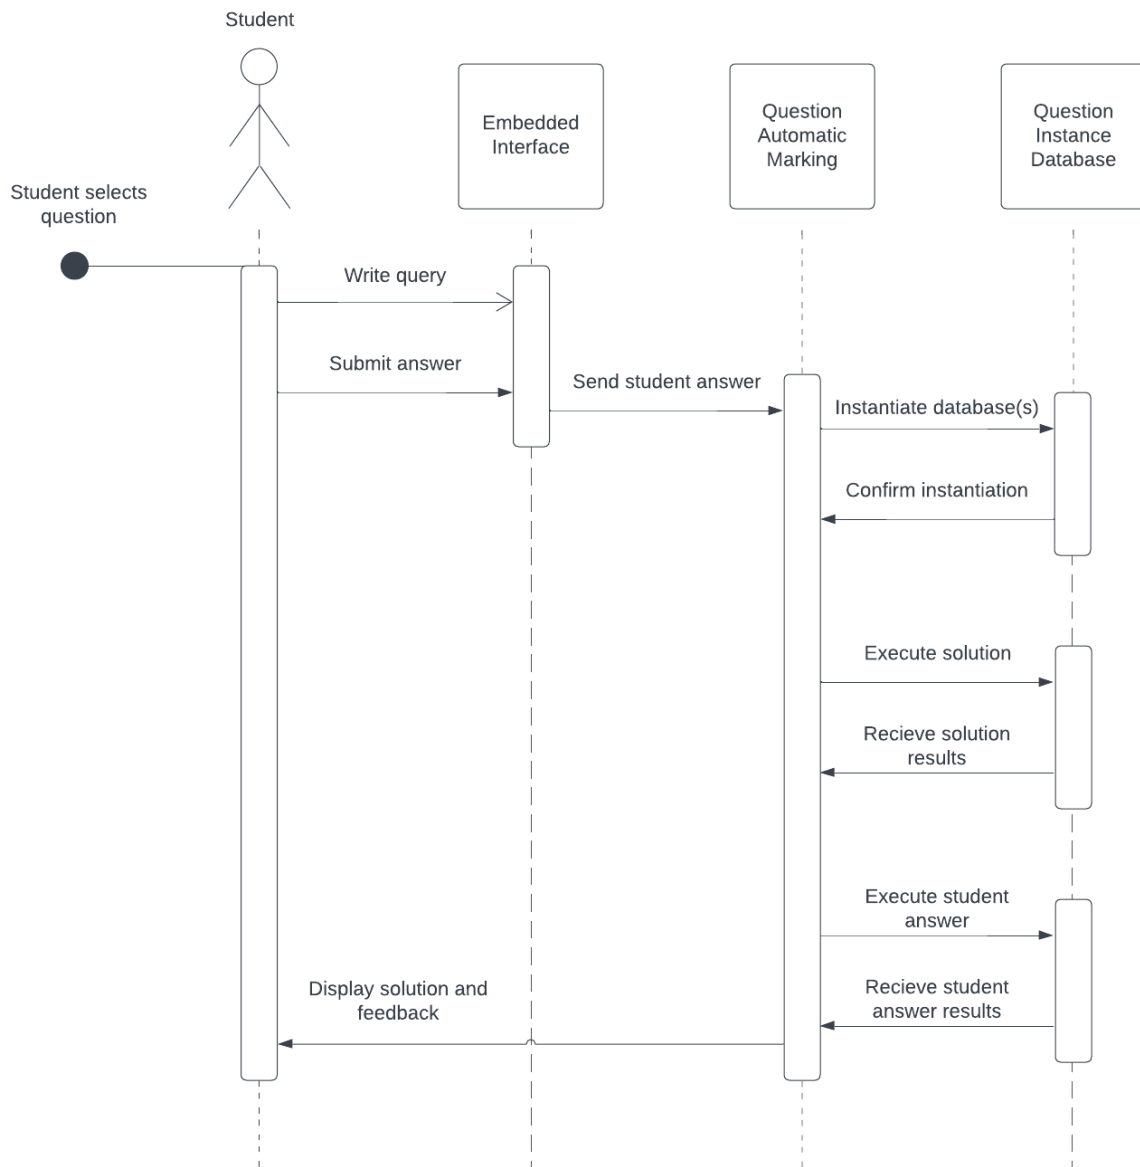 Student
Embedded
Interface
Question
Automatic
Marking
Question
Instance
Database
Student selects
question
Write query
Submit answer
Send student answer
Instantiate database(s)
Confirm instantiation
Execute solution
Recieve solution
results
Execute student
answer
Recieve student
answer results
Display solution and
feedback